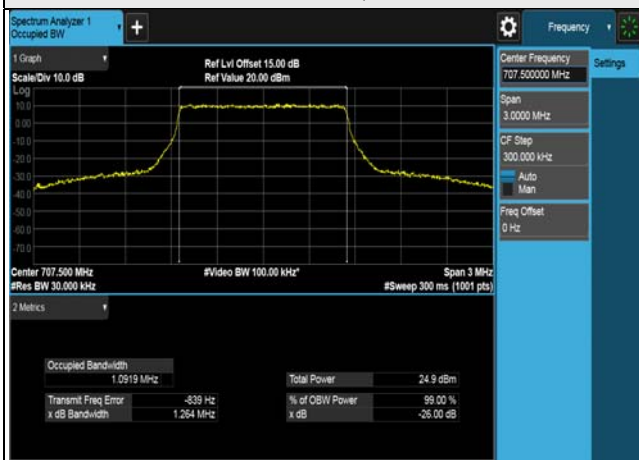 Spectrum Analyzer 1
Occupied BW
+
Frequency
1 Graph
Scale/Div 10.0 dB
Ref Lvl Offset 15.00 dB
Ref Value 20.00 dBm
Log
10.0
0.00
-10.0
-20.0
-30.0
-40.0
-50.0
-60.0
-70.0
Center 707.500 MHz
#Res BW 30.000 kHz
#Video BW 100.00 kHz*
Span 3 MHz
#Sweep 300 ms (1001 pts)
Center Frequency
707.500000 MHz
Settings
Span
3.0000 MHz
CF Step
300.000 kHz
Auto
Man
Freq Offset
0 Hz
2 Metrics
Occupied Bandwidth
1.0919 MHz
Total Power 24.9 dBm
Transmit Freq Error -839 Hz
% of OBW Power 99.00 %
x dB Bandwidth 1.264 MHz
x dB -26.00 dB